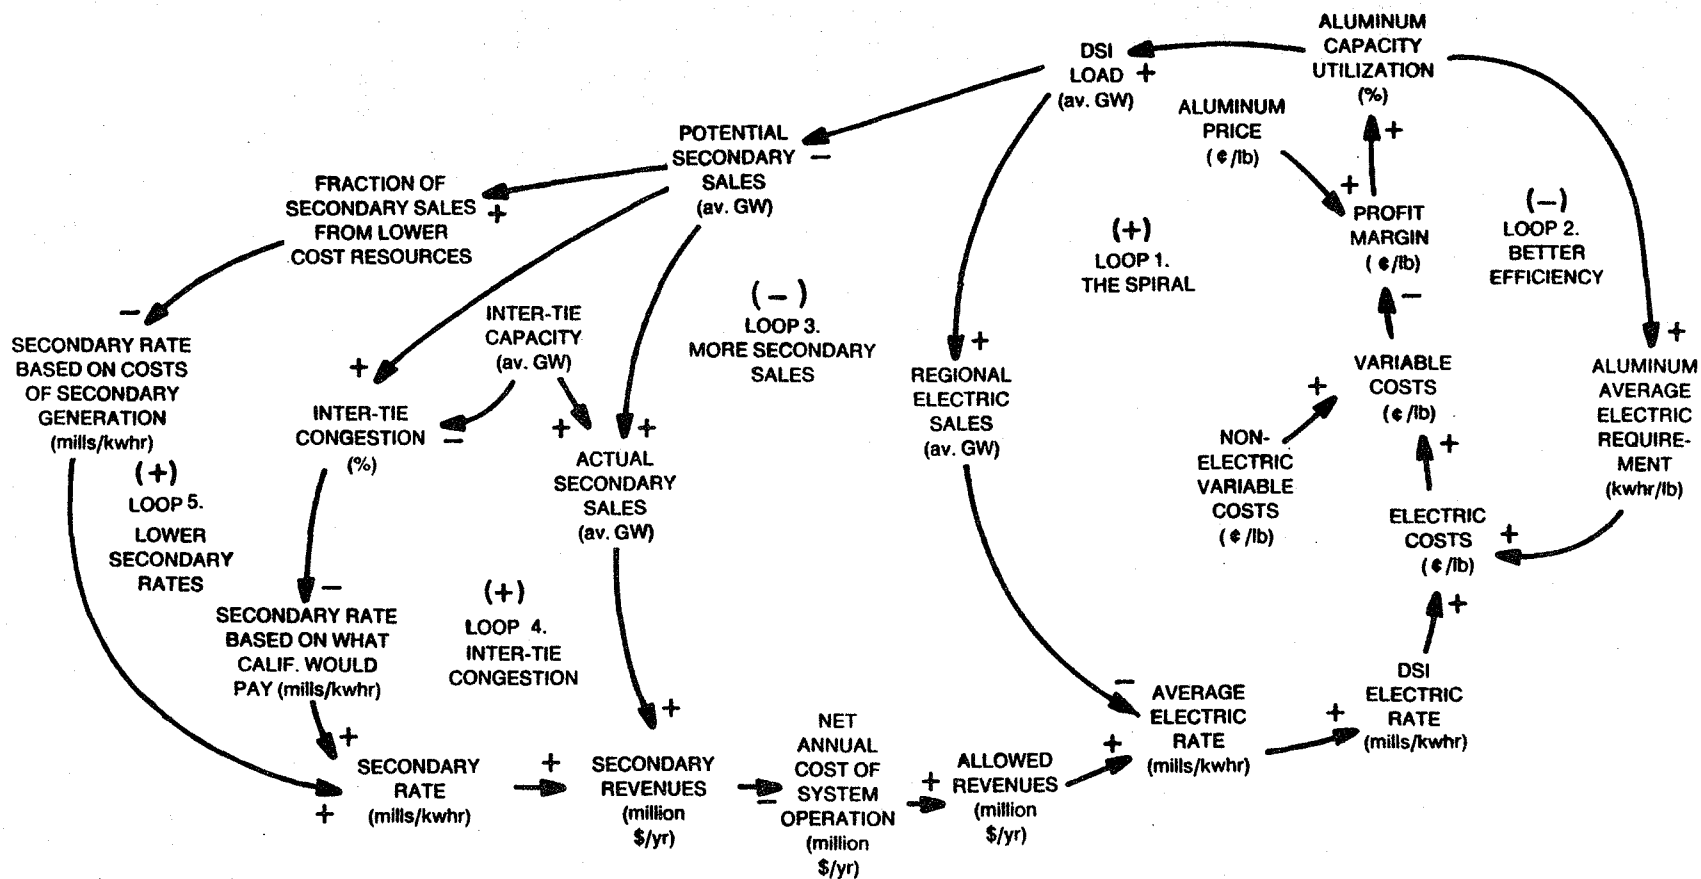 ALUMINUM
CAPACITY
UTILIZATION
(%)
DSI
LOAD +
(av. GW)
ALUMINUM
PRICE
(¢/lb)
+
+
PROFIT
MARGIN
(¢/lb)
(–)
LOOP 2.
BETTER
EFFICIENCY
POTENTIAL
SECONDARY –
SALES
(av. GW)
FRACTION OF
SECONDARY SALES +
FROM LOWER
COST RESOURCES
(+)
LOOP 1.
THE SPIRAL
–
SECONDARY RATE
BASED ON COSTS
OF SECONDARY
GENERATION
(mills/kwhr)
(+)
LOOP 5.
LOWER
SECONDARY
RATES
INTER-TIE
CAPACITY
(av. GW)
(–)
LOOP 3.
MORE SECONDARY
SALES
+
INTER-TIE
CONGESTION –
(%)
+ +
ACTUAL
SECONDARY
SALES
(av. GW)
+
REGIONAL
ELECTRIC
SALES
(av. GW)
–
VARIABLE
COSTS
(¢/lb)
+
NON-
ELECTRIC
VARIABLE
COSTS
(¢/lb)
+
+
ALUMINUM
AVERAGE
ELECTRIC
REQUIRE-
MENT
(kwhr/lb)
ELECTRIC
COSTS +
(¢/lb)
+
–
SECONDARY RATE
BASED ON WHAT
CALIF. WOULD
PAY (mills/kwhr)
(+)
LOOP 4.
INTER-TIE
CONGESTION
+
SECONDARY
RATE
(mills/kwhr)
+
+
+
SECONDARY
REVENUES
(million
$/yr)
–
NET
ANNUAL
COST OF
SYSTEM
OPERATION
(million
$/yr)
+
ALLOWED
REVENUES
(million
$/yr)
+
–
AVERAGE
ELECTRIC
RATE
(mills/kwhr)
+
DSI
ELECTRIC
RATE
(mills/kwhr)